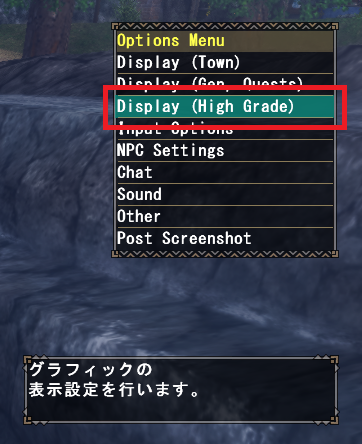 Options Menu
Display (Town)
Display (Gen. Quests)
Display (High Grade)
Input Options
NPC Settings
Chat
Sound
Other
Post Screenshot
グラフィックの
表示設定を行います。